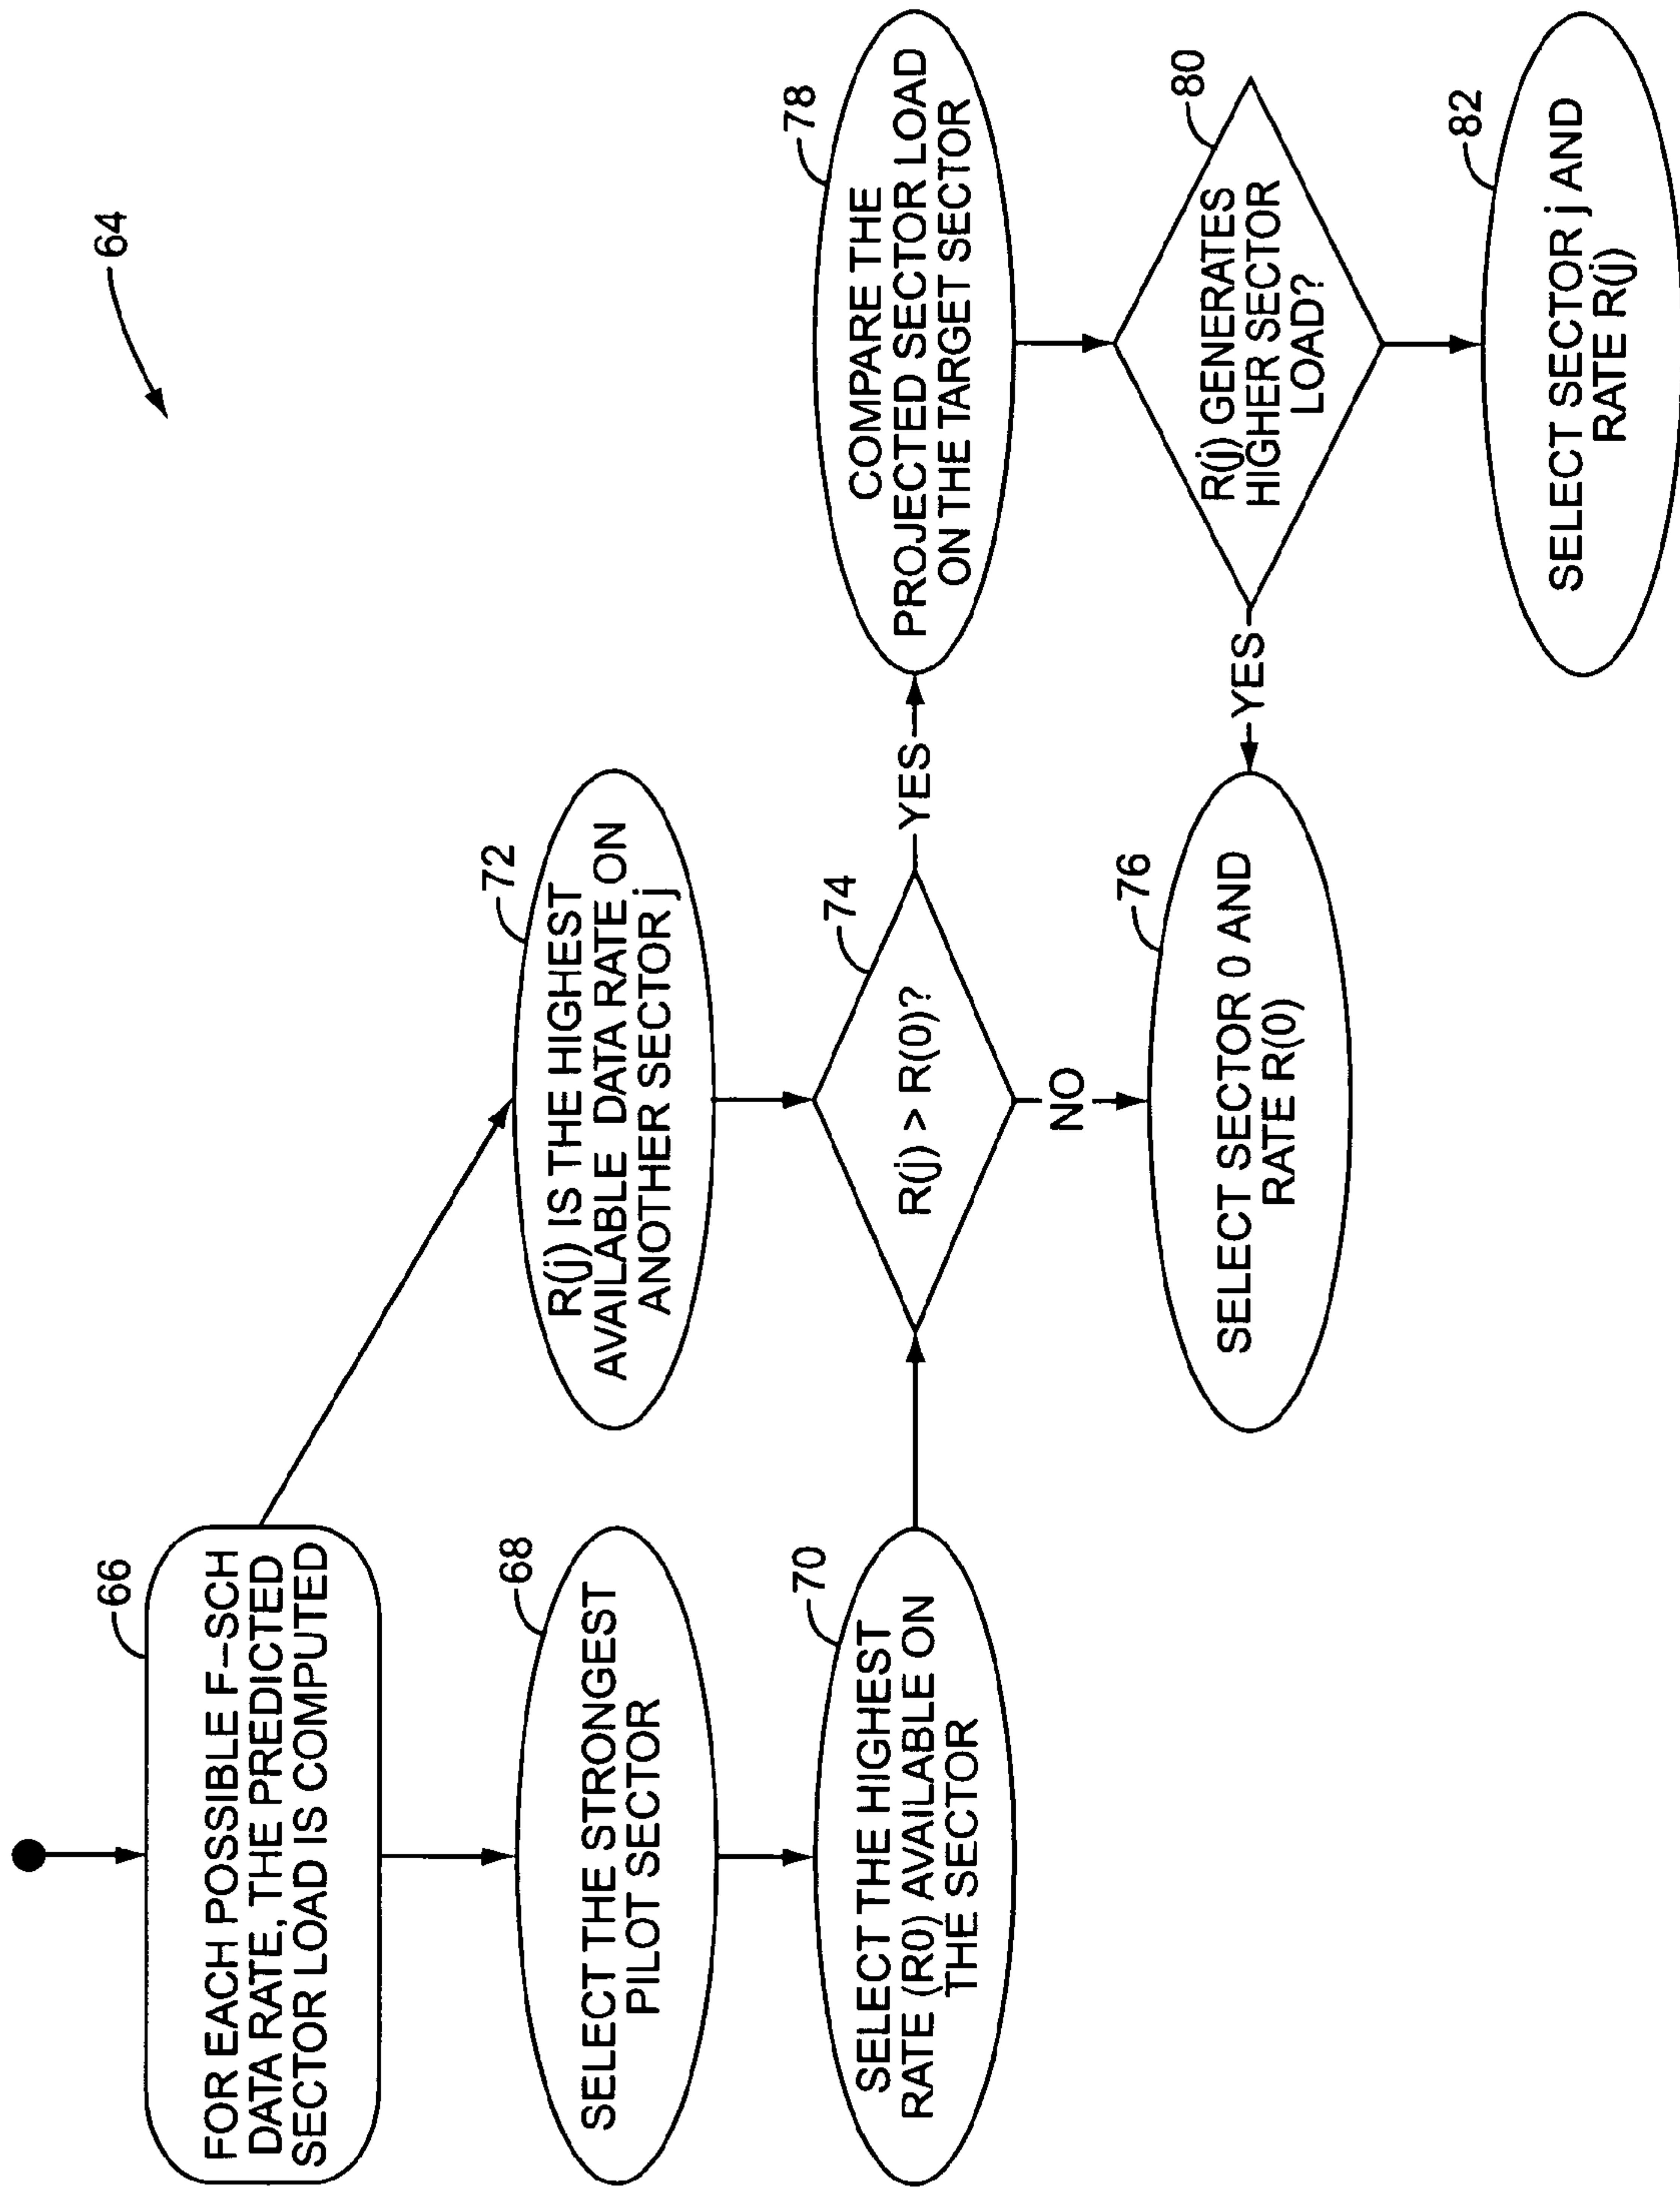 64
66
FOR EACH POSSIBLE F-SCH
DATA RATE, THE PREDICTED
SECTOR LOAD IS COMPUTED
68
SELECT THE STRONGEST
PILOT SECTOR
70
SELECT THE HIGHEST
RATE (R0) AVAILABLE ON
THE SECTOR
72
R(j) IS THE HIGHEST
AVAILABLE DATA RATE ON
ANOTHER SECTOR j
74
R(j) > R(0)?
NO
YES
76
SELECT SECTOR 0 AND
RATE R(0)
78
COMPARE THE
PROJECTED SECTOR LOAD
ON THE TARGET SECTOR
80
R(j) GENERATES
HIGHER SECTOR
LOAD?
YES
82
SELECT SECTOR j AND
RATE R(j)